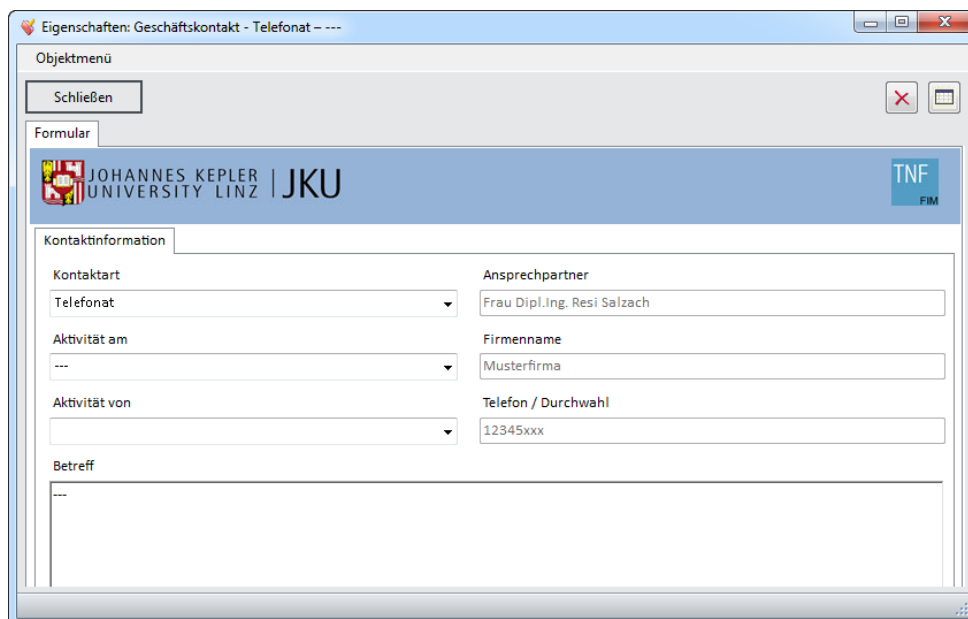 Eigenschaften: Geschäftskontakt - Telefonat – ---
Objektmenü
Schließen
Formular
JOHANNES KEPLER
UNIVERSITY LINZ
JKU
TNF
FIM
Kontaktinformation
Kontaktart
Ansprechpartner
Telefonat
Frau Dipl.Ing. Resi Salzach
Aktivität am
Firmenname
---
Musterfirma
Aktivität von
Telefon / Durchwahl
12345xxx
Betreff
---